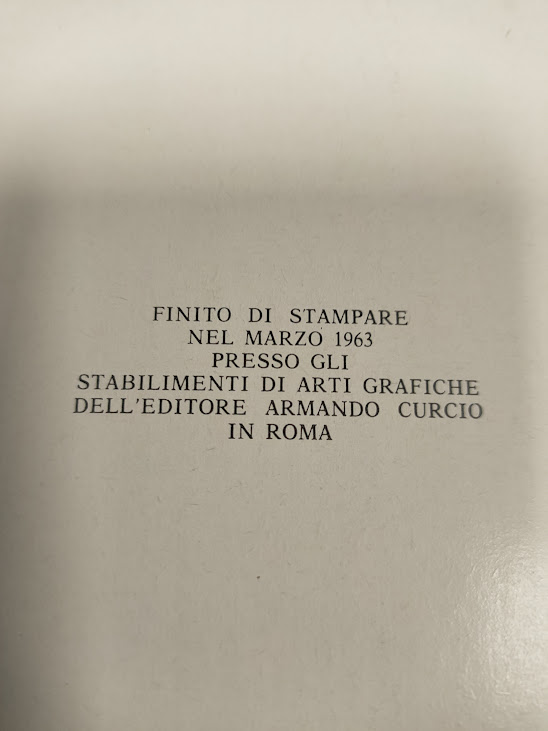 FINITO DI STAMPARE
NEL MARZO 1963
PRESSO GLI
STABILIMENTI DI ARTI GRAFICHE
DELL'EDITORE ARMANDO CURCIO
IN ROMA